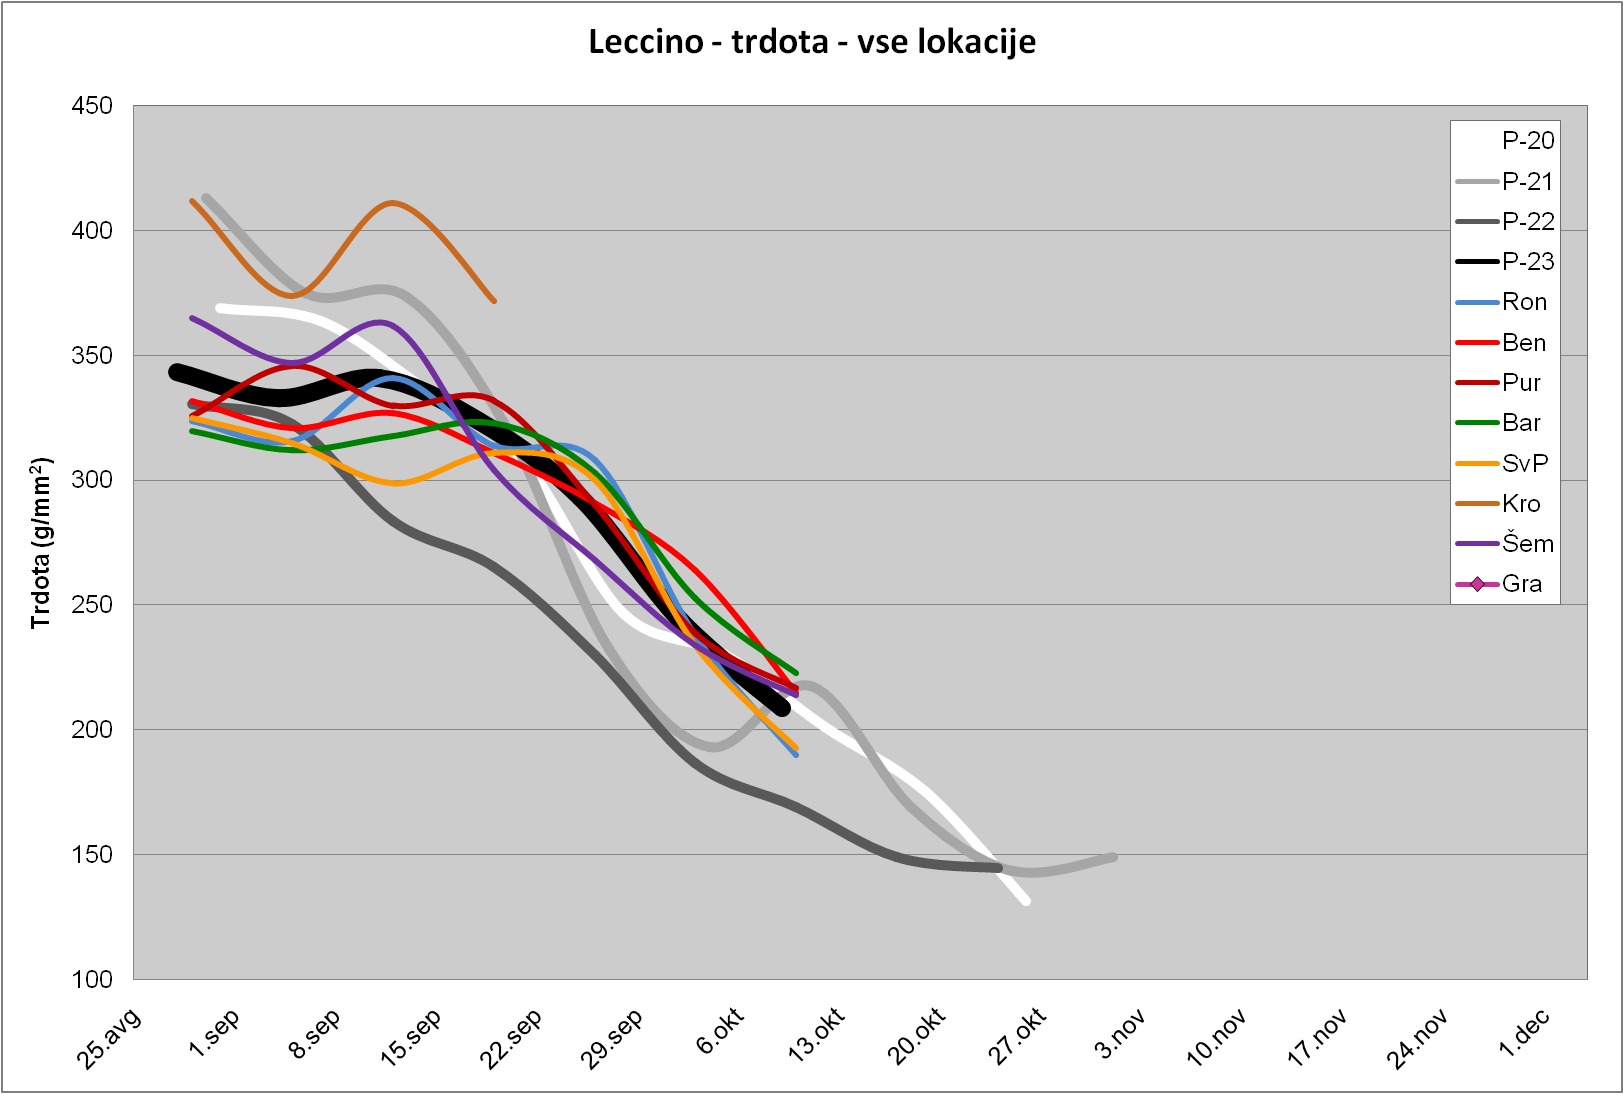 Leccino - trdota - vse lokacije
Trdota (g/mm²)
450
400
350
300
250
200
150
100
25.avg
1.sep
8.sep
15.sep
22.sep
29.sep
6.okt
13.okt
20.okt
27.okt
3.nov
10.nov
17.nov
24.nov
1.dec
P-20
P-21
P-22
P-23
Ron
Ben
Pur
Bar
SvP
Kro
Šem
Gra